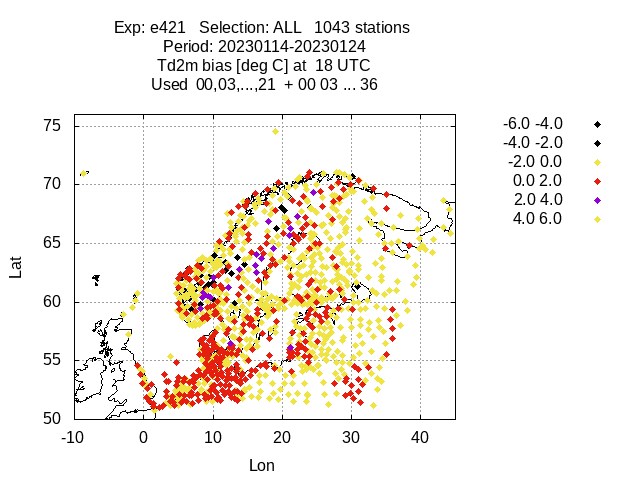 Exp: e421 Selection: ALL 1043 stations
Period: 20230114-20230124
Td2m bias [deg C] at 18 UTC
Used 00,03,...,21 + 00 03 ... 36
-6.0 -4.0
-4.0 -2.0
-2.0 0.0
0.0 2.0
2.0 4.0
4.0 6.0
75
70
65
60
55
50
Lat
-10 0 10 20 30 40
Lon